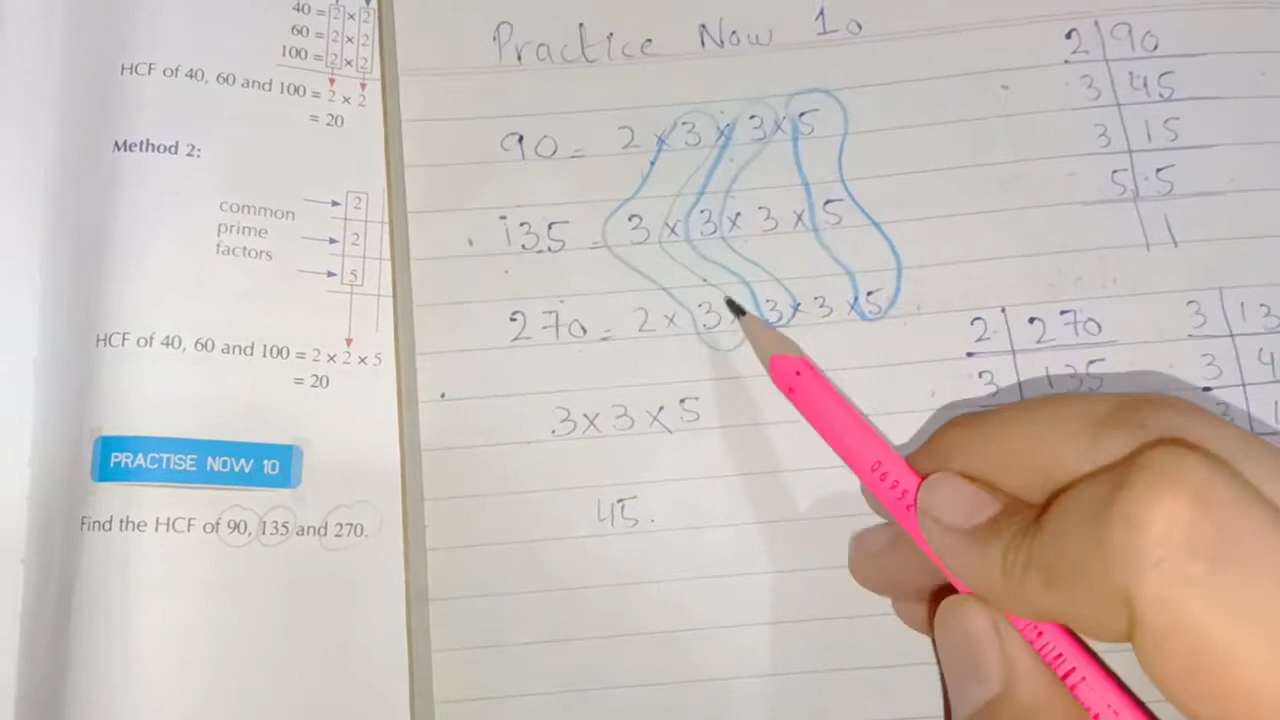 40 = 2 × 2
60 = 2 × 2
100 = 2 × 2
HCF of 40, 60 and 100 = 2 × 2
= 20
Method 2:
common
prime
factors
2
2
5
HCF of 40, 60 and 100 = 2 × 2 × 5
= 20
PRACTISE NOW 10
Find the HCF of 90, 135 and 270.
Practice Now 10
90 = 2 × 3 × 3 × 5
135 = 3 × 3 × 3 × 5
270 = 2 × 3 × 3 × 3 × 5
3 × 3 × 5
45.
2 | 90
3 | 45
3 | 15
5 | 5
| 1
2 | 270
3 | 135
3 | 13
3 | 4
3 | 1